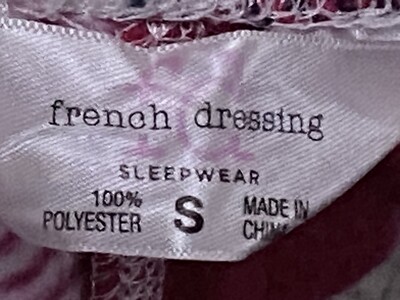 french dressing
SLEEPWEAR
100%
POLYESTER
S
MADE IN
CHINA